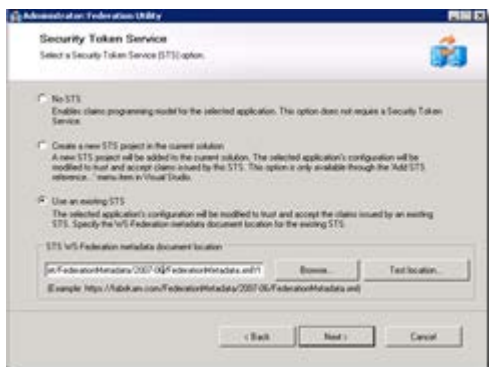 Administrator: Federation Utility
Security Token Service
Select a Security Token Service (STS) option.
No STS
Enables claims programming model for the selected application. This option does not require a Security Token
Service.
Create a new STS project in the current solution
A new STS project will be added to the current solution. The selected application's configuration will be
modified to trust and accept claims issued by the STS. This option is only available through the 'Add STS
reference...' menu item in Visual Studio.
Use an existing STS
The selected application's configuration will be modified to trust and accept the claims issued by an existing
STS. Specify the WS-Federation metadata document location for the existing STS.
STS WS-Federation metadata document location
et/FederationMetadata/2007-06/FederationMetadata.xml
Browse...
Test location...
(Example: https://fabrikam.com/FederationMetadata/2007-06/FederationMetadata.xml)
< Back
Next >
Cancel